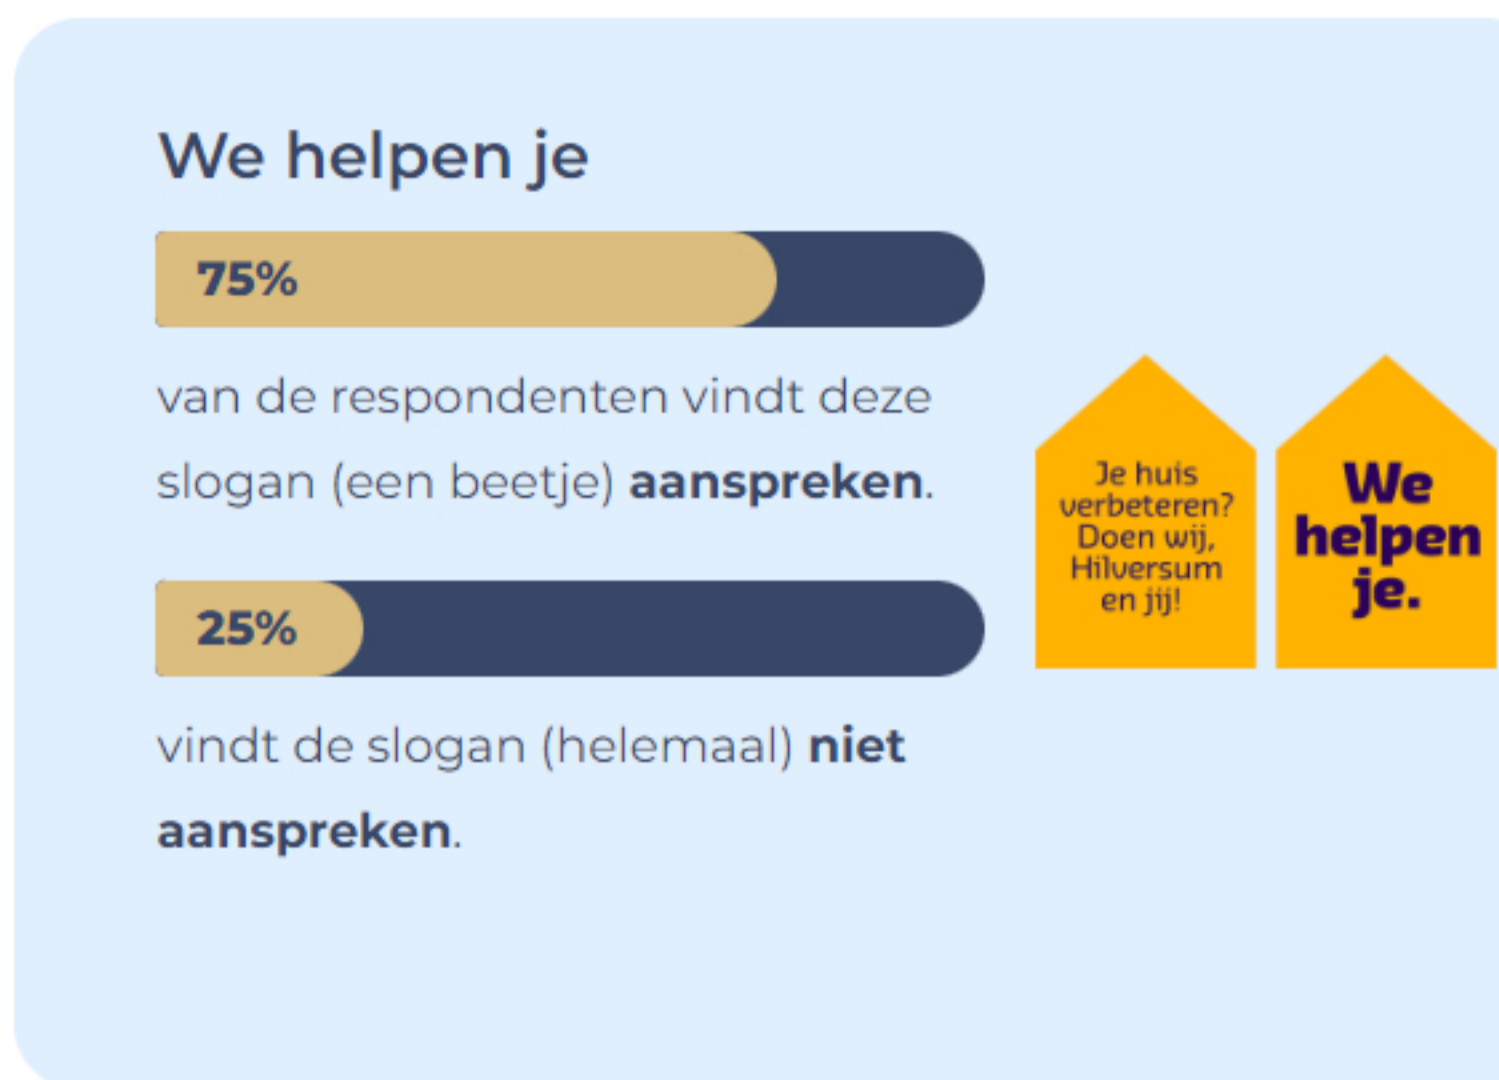 We helpen je
75%
van de respondenten vindt deze
slogan (een beetje) aanspreken.
25%
vindt de slogan (helemaal) niet
aanspreken.
Je huis
verbeteren?
Doen wij,
Hilversum
en jij!
We
helpen
je.